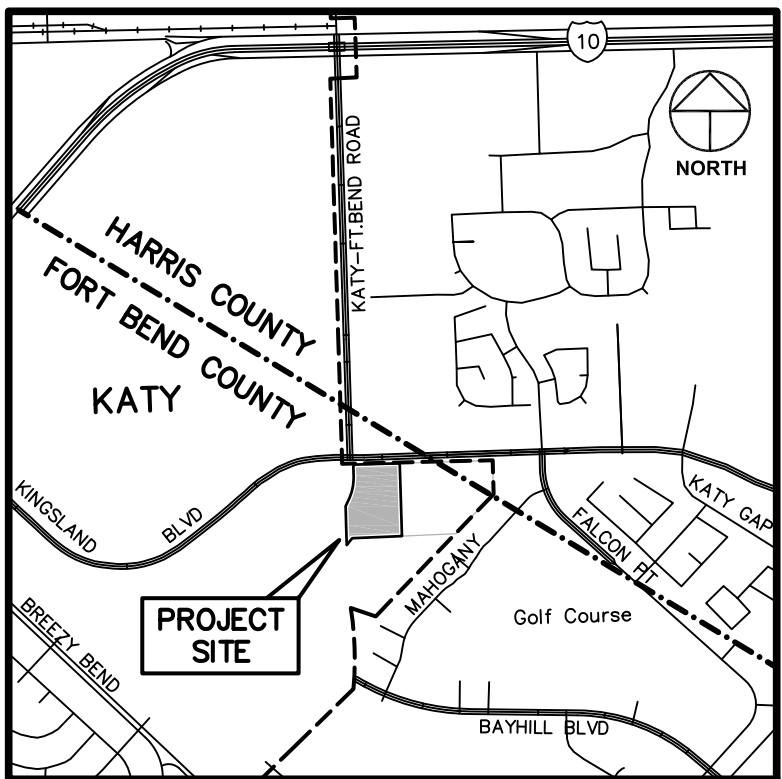 10
NORTH
KATY-FT.BEND ROAD
HARRIS COUNTY
FORT BEND COUNTY
KATY
KINGSLAND
BLVD
KATY GAP
FALCON PT
MAHOGANY
Golf Course
PROJECT
SITE
BREEZY BEND
BAYHILL BLVD